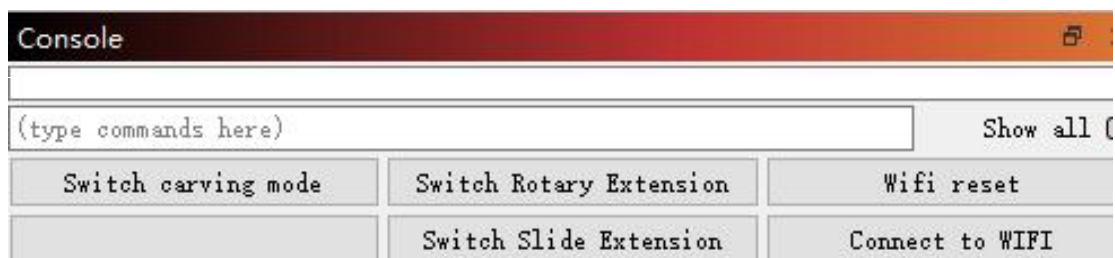 Console
(type commands here) Show all
Switch carving mode Switch Rotary Extension Wifi reset
Switch Slide Extension Connect to WIFI